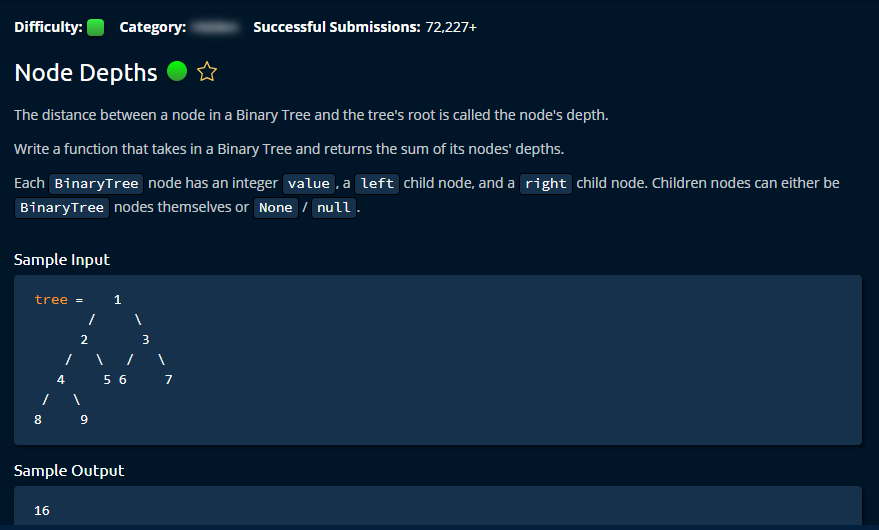 Difficulty: Category: Successful Submissions: 72,227+
Node Depths
The distance between a node in a Binary Tree and the tree's root is called the node's depth.
Write a function that takes in a Binary Tree and returns the sum of its nodes' depths.
Each BinaryTree node has an integer value, a left child node, and a right child node. Children nodes can either be
BinaryTree nodes themselves or None / null.
Sample Input
tree = 1
/ \
2 3
/ \ / \
4 5 6 7
/ \
8 9
Sample Output
16